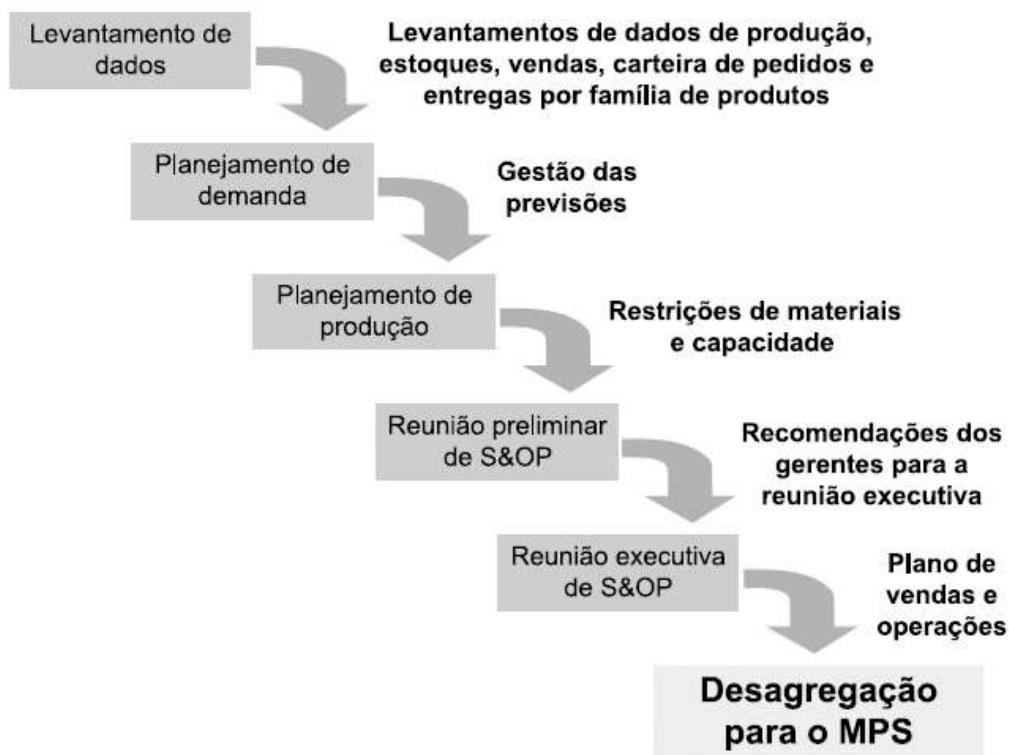 Levantamento de
dados
Levantamentos de dados de produção,
estoques, vendas, carteira de pedidos e
entregas por família de produtos
Planejamento de
demanda
Gestão das
previsões
Planejamento de
produção
Restrições de materiais
e capacidade
Reunião preliminar
de S&OP
Recomendações dos
gerentes para a
reunião executiva
Reunião executiva
de S&OP
Plano de
vendas e
operações
Desagregação
para o MPS